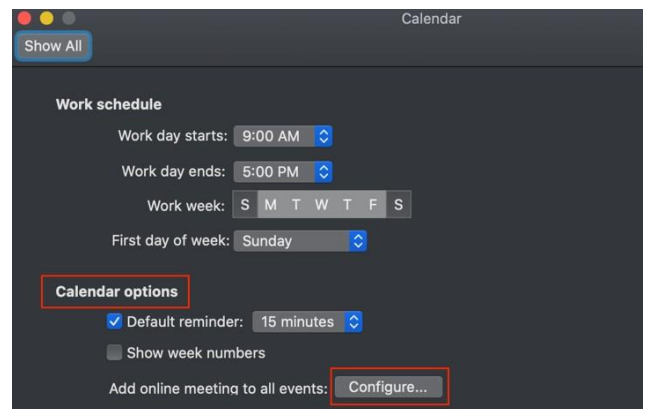 Calendar
Show All
Work schedule
Work day starts: 9:00 AM
Work day ends: 5:00 PM
Work week: S M T W T F S
First day of week: Sunday
Calendar options
Default reminder: 15 minutes
Show week numbers
Add online meeting to all events: Configure...